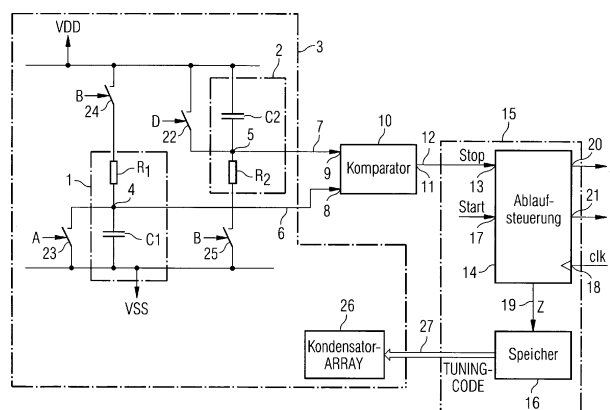 VDD
3
2
B
24
D
22
C2
5
7
10
12
15
20
1
R1
4
R2
9
Komparator
11
Stop
13
Ablauf-
steuerung
21
8
Start
17
A
23
C1
B
25
6
14
clk
18
VSS
19
Z
26
27
Kondensator-
ARRAY
TUNING-
CODE
Speicher
16